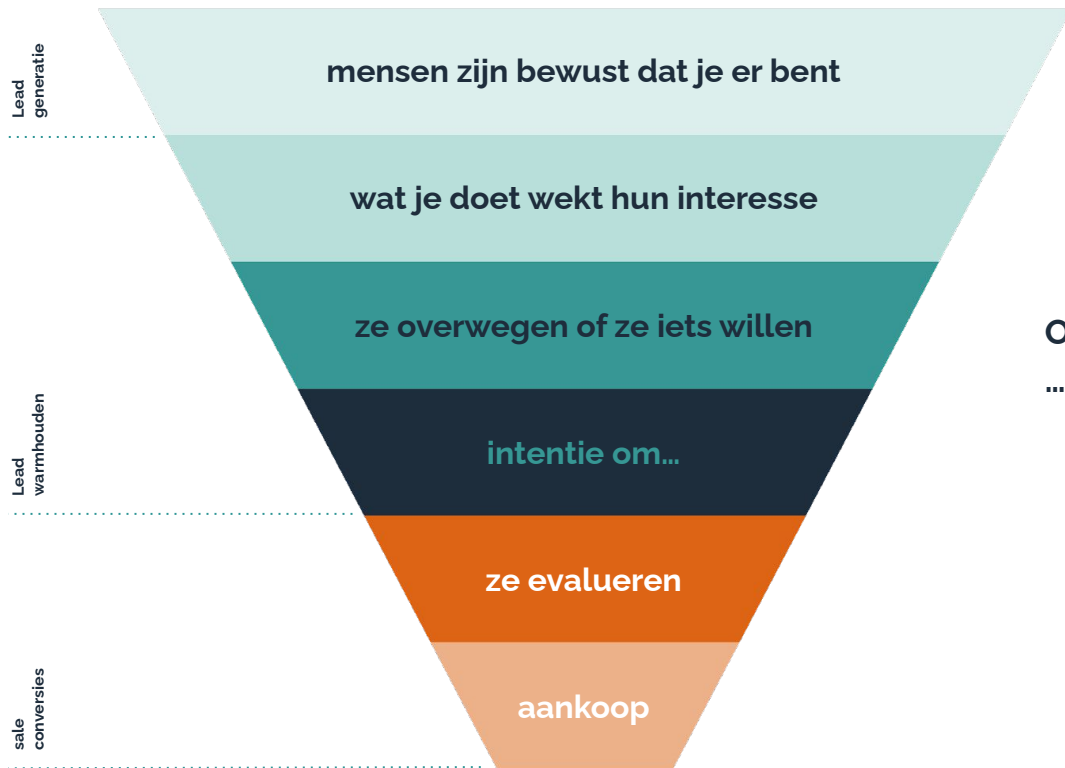 Lead
generatie
mensen zijn bewust dat je er bent
wat je doet wekt hun interesse
ze overwegen of ze iets willen
Lead
warmhouden
intentie om...
ze evalueren
sale
conversies
aankoop
...